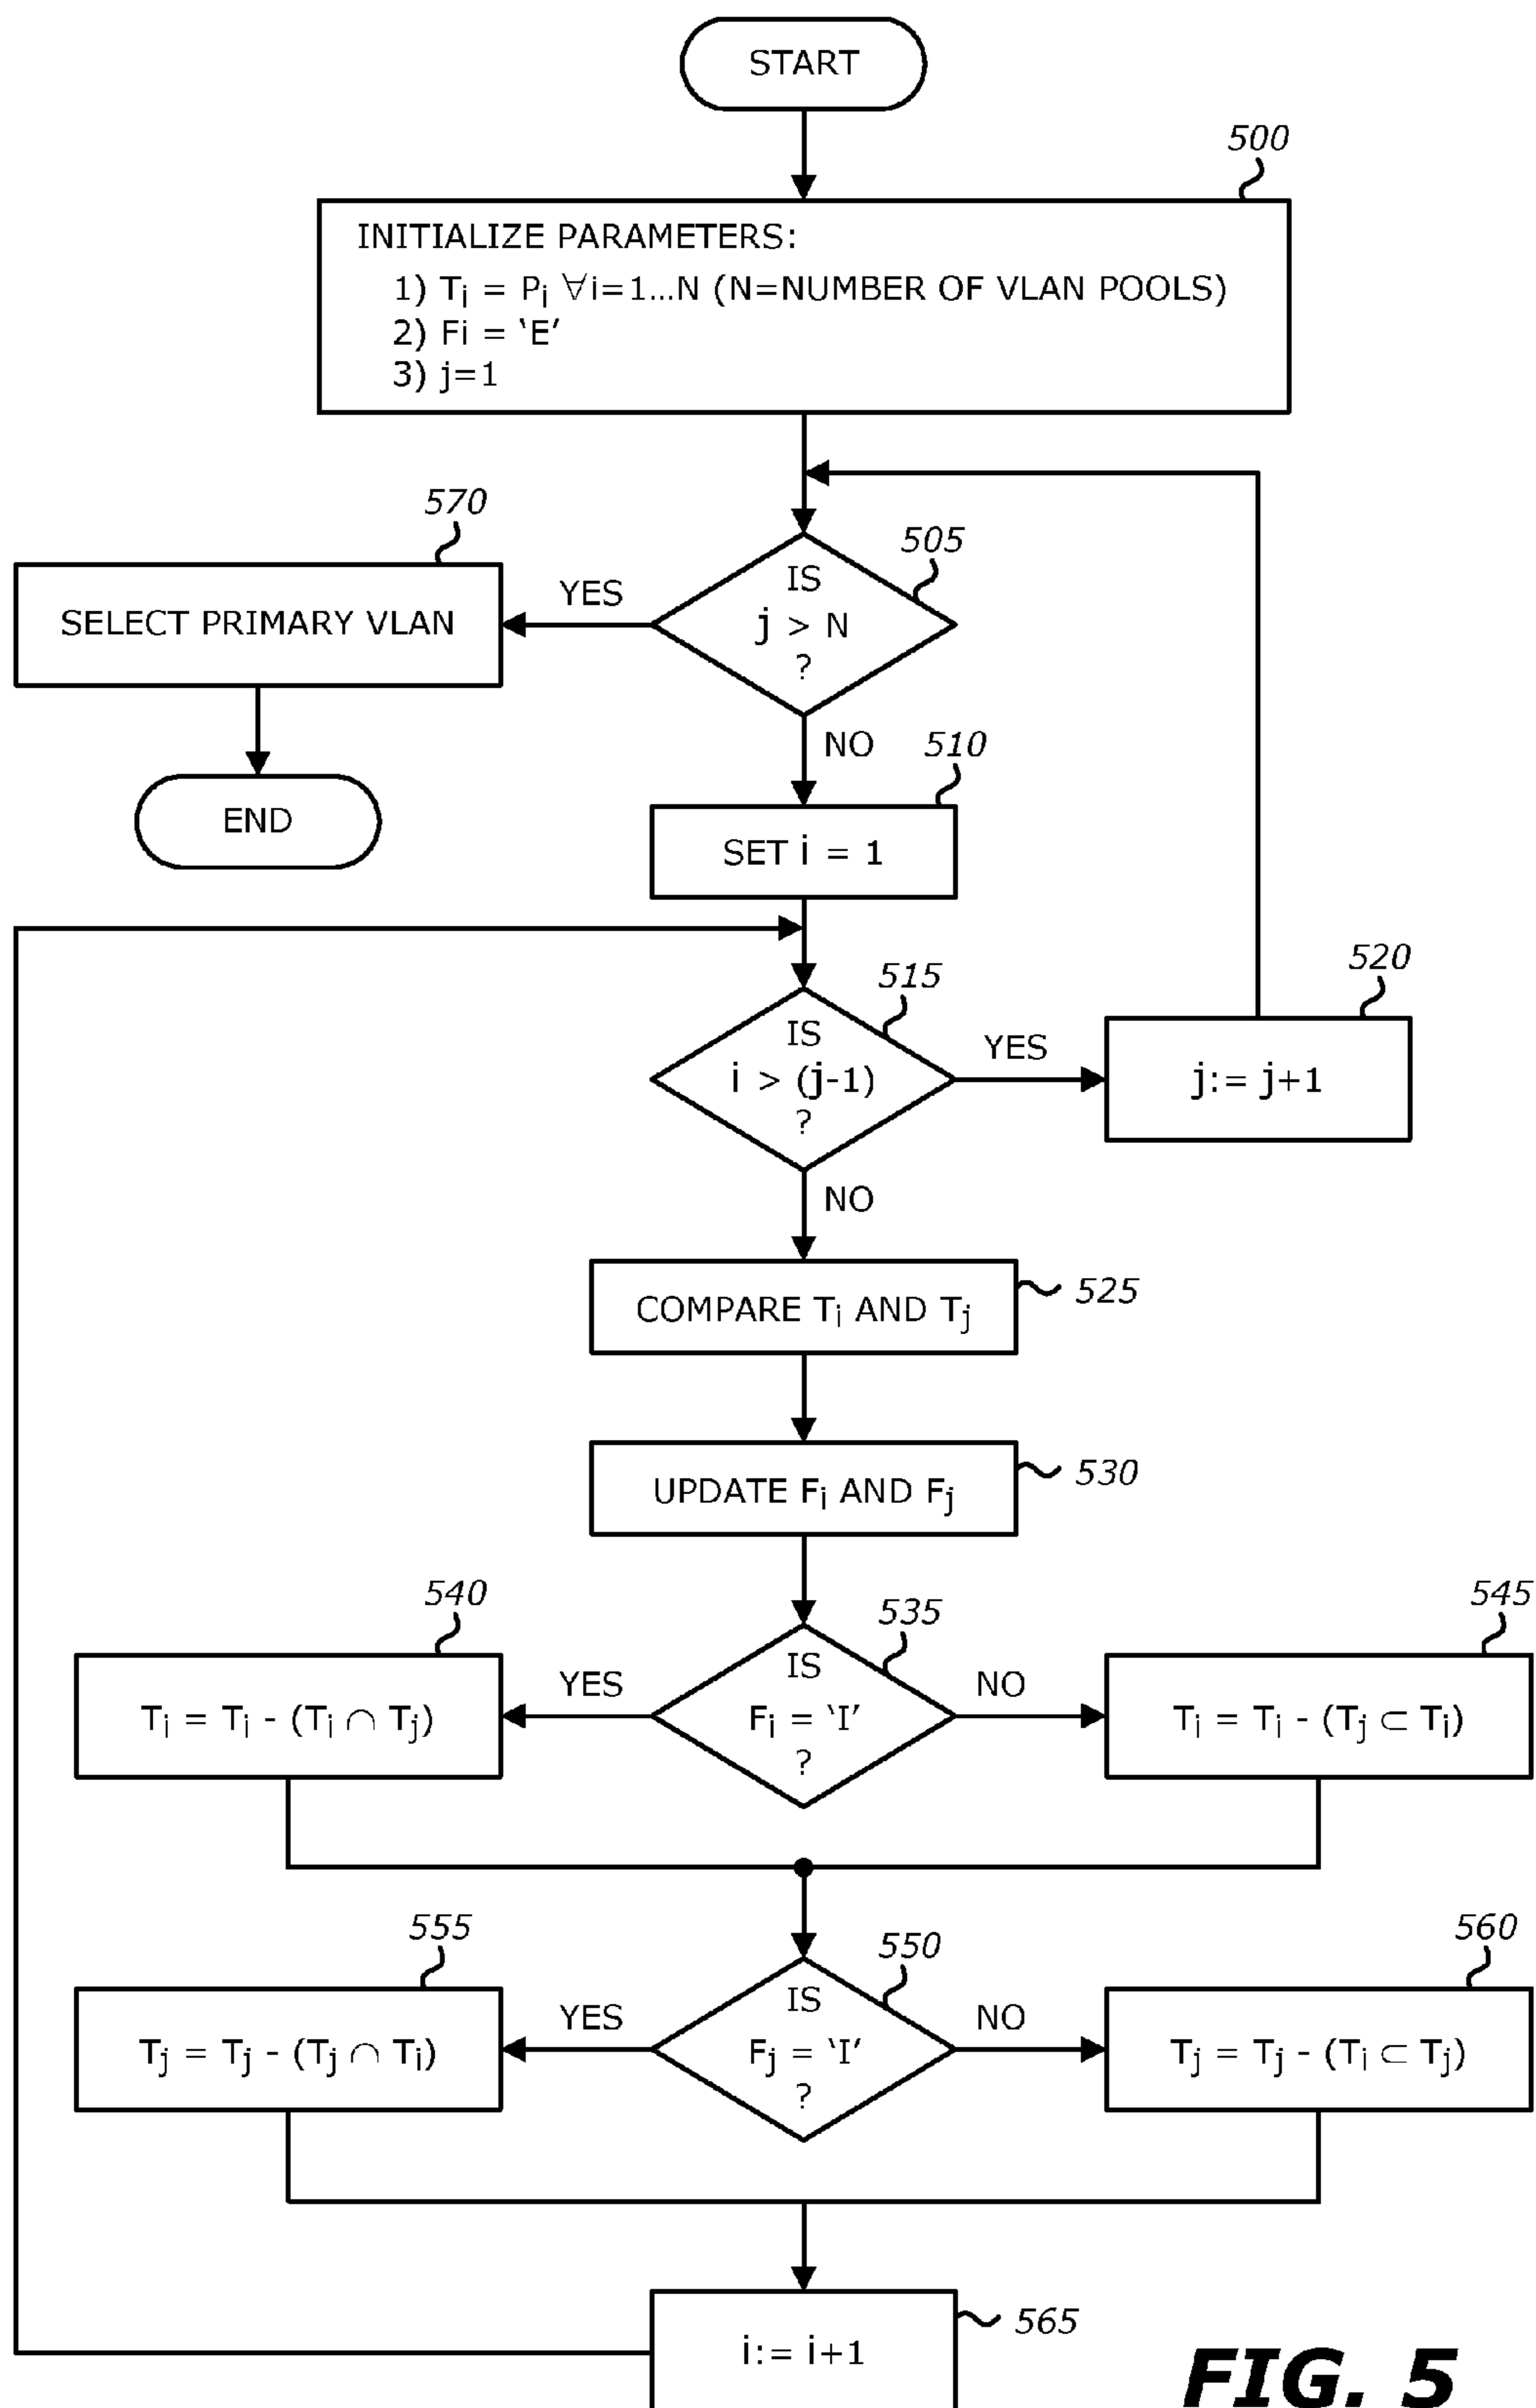 START
500
INITIALIZE PARAMETERS:
1) Ti = Pi ∀i=1...N (N=NUMBER OF VLAN POOLS)
2) Fi = ‘E’
3) j=1
570
505
SELECT PRIMARY VLAN
YES
IS
j > N
?
NO
510
END
SET i = 1
515
520
IS
i > (j-1)
?
YES
j:= j+1
NO
COMPARE Ti AND Tj
525
UPDATE Fi AND Fj
530
540
535
545
Ti = Ti - (Ti ∩ Tj)
YES
IS
Fi = ‘I’
?
NO
Ti = Ti - (Tj ⊂ Ti)
555
550
560
Tj = Tj - (Tj ∩ Ti)
YES
IS
Fj = ‘I’
?
NO
Tj = Tj - (Ti ⊂ Tj)
565
i:= i+1
FIG. 5